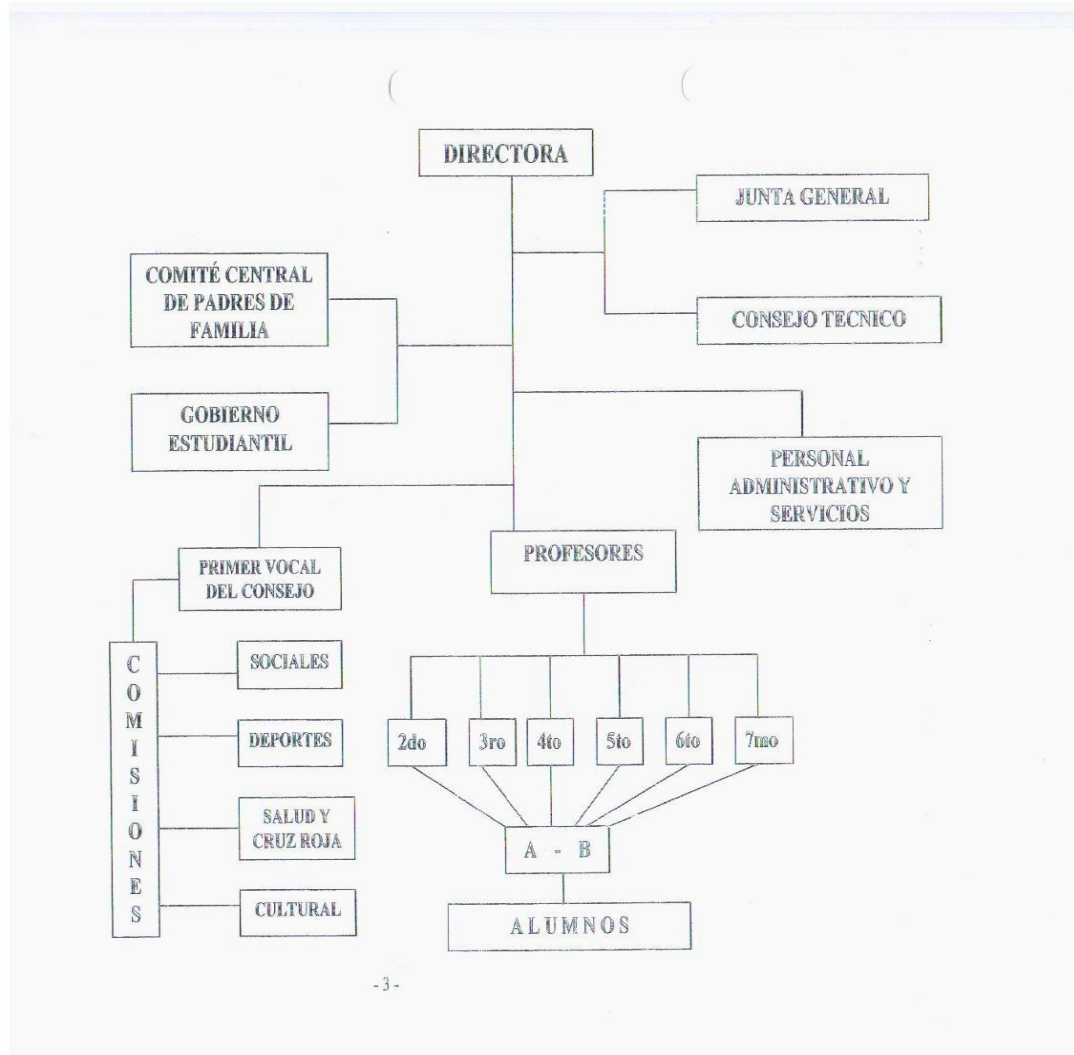 DIRECTORA
JUNTA GENERAL
COMITÉ CENTRAL
DE PADRES DE
FAMILIA
CONSEJO TECNICO
GOBIERNO
ESTUDIANTIL
PERSONAL
ADMINISTRATIVO Y
SERVICIOS
PRIMER VOCAL
DEL CONSEJO
PROFESORES
COMISIONES
SOCIALES
DEPORTES
SALUD Y
CRUZ ROJA
CULTURAL
2do
3ro
4to
5to
6to
7mo
A - B
ALUMNOS
- 3 -